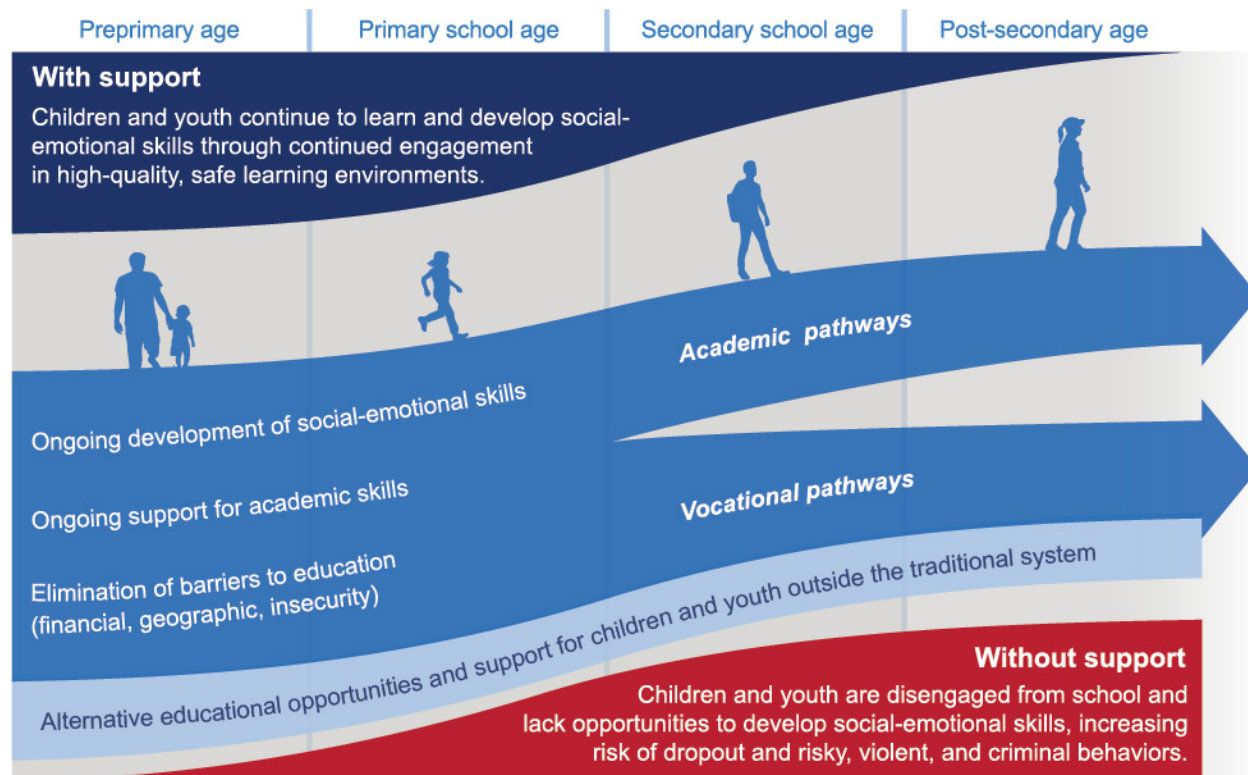 Preprimary age
Primary school age
Secondary school age
Post-secondary age
With support
Children and youth continue to learn and develop social-
emotional skills through continued engagement
in high-quality, safe learning environments.
Academic pathways
Ongoing development of social-emotional skills
Ongoing support for academic skills
Vocational pathways
Elimination of barriers to education
(financial, geographic, insecurity)
Alternative educational opportunities and support for children and youth outside the traditional system
Without support
Children and youth are disengaged from school and
lack opportunities to develop social-emotional skills, increasing
risk of dropout and risky, violent, and criminal behaviors.